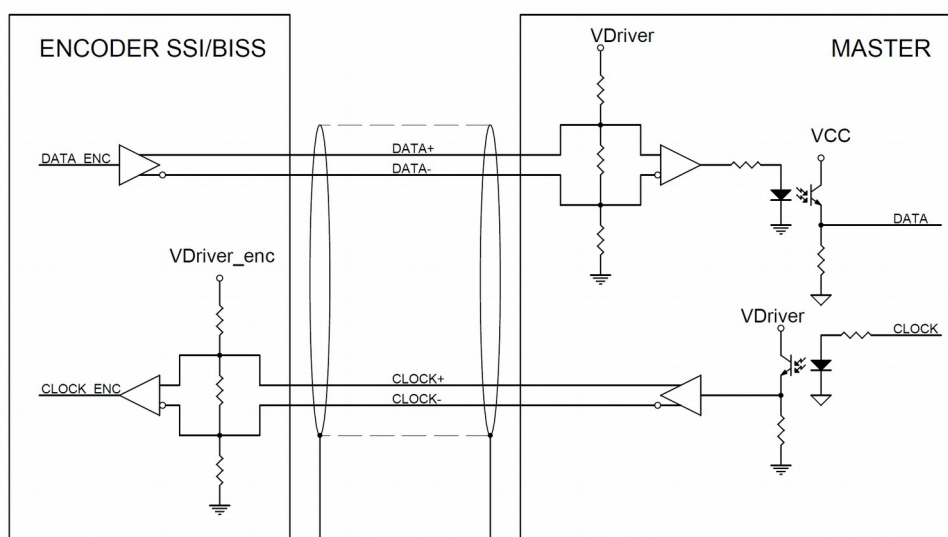 ENCODER SSI/BISS
MASTER
VDriver
VCC
DATA_ENC
DATA+
DATA-
DATA
VDriver_enc
VDriver
CLOCK
CLOCK_ENC
CLOCK+
CLOCK-